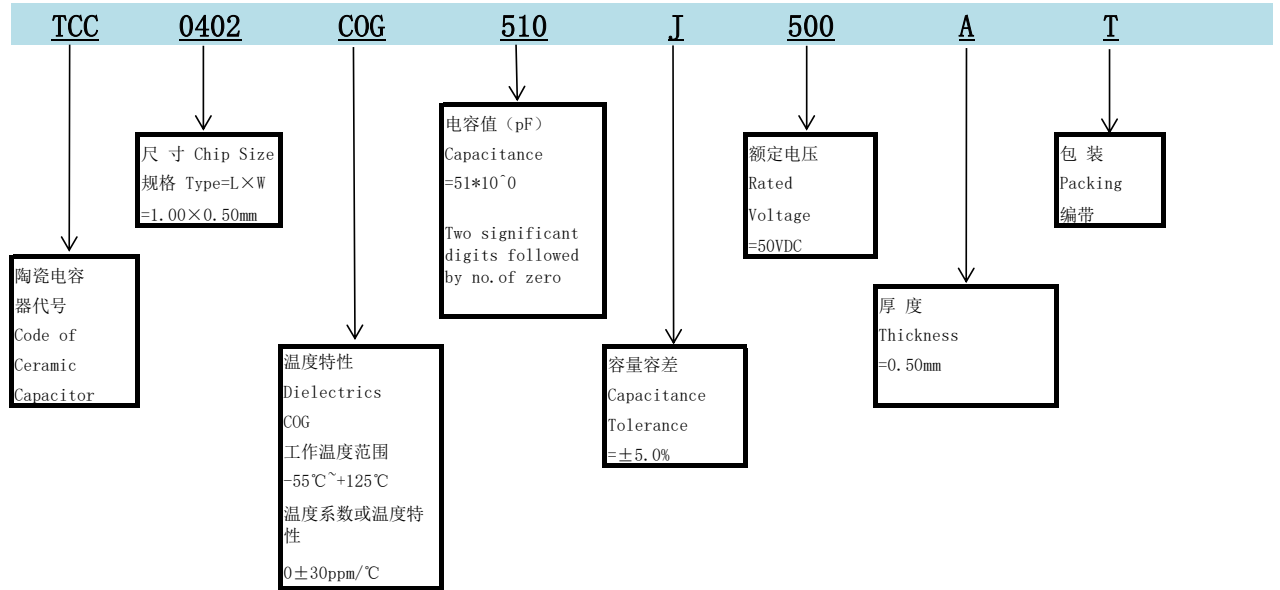 TCC 0402 COG 510 J 500 A T
陶瓷电容
器代号
Code of
Ceramic
Capacitor
尺 寸 Chip Size
规格 Type=L×W
=1.00×0.50mm
温度特性
Dielectrics
COG
工作温度范围
-55℃~+125℃
温度系数或温度特
性
0±30ppm/℃
电容值（pF）
Capacitance
=51*10^0
Two significant
digits followed
by no.of zero
容量容差
Capacitance
Tolerance
=±5.0%
额定电压
Rated
Voltage
=50VDC
厚 度
Thickness
=0.50mm
包 装
Packing
编带